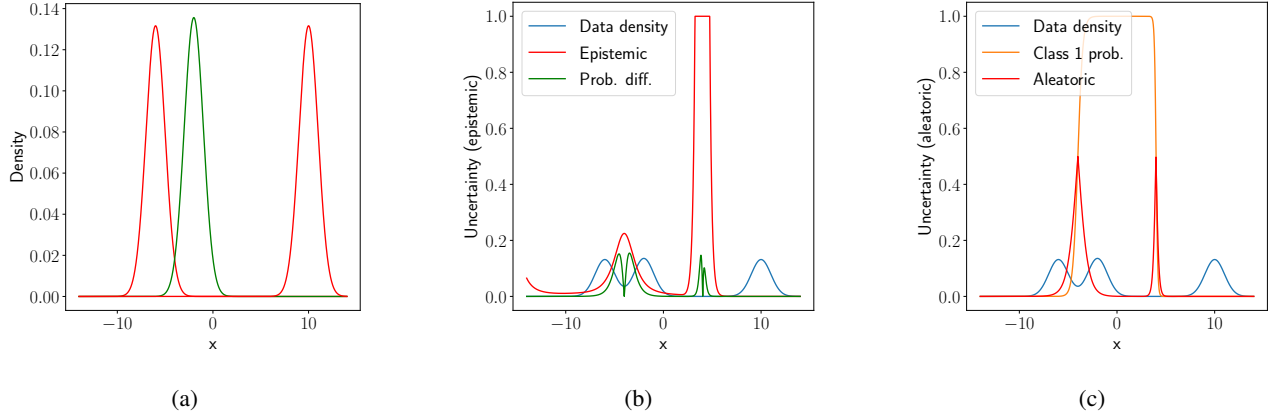 0.14
0.12
0.10
0.08
0.06
0.04
0.02
0.00
Density
−10
0
10
x
(a)
1.0
0.8
0.6
0.4
0.2
0.0
Uncertainty (epistemic)
Data density
Epistemic
Prob. diff.
−10
0
10
x
(b)
1.0
0.8
0.6
0.4
0.2
0.0
Uncertainty (aleatoric)
Data density
Class 1 prob.
Aleatoric
−10
0
10
x
(c)